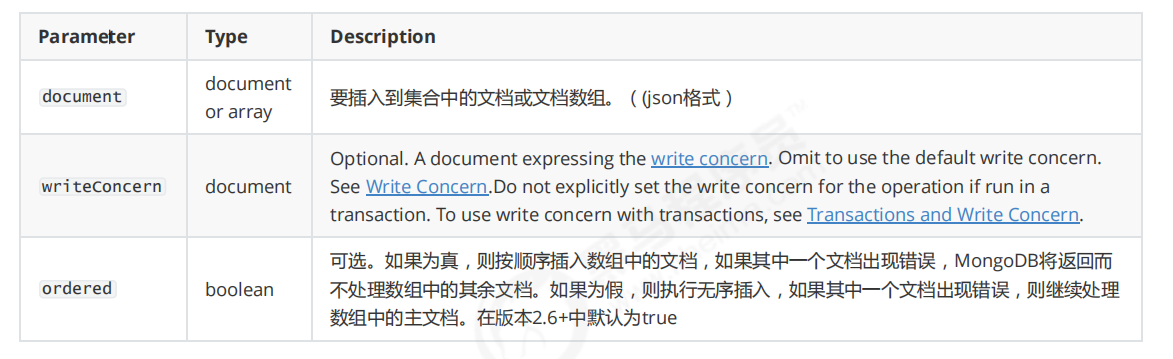 Parameter Type Description
document
document
or array
要插入到集合中的文档或文档数组。（(json格式）
writeConcern
document
Optional. A document expressing the write concern. Omit to use the default write concern.
See Write Concern.Do not explicitly set the write concern for the operation if run in a
transaction. To use write concern with transactions, see Transactions and Write Concern.
ordered
boolean
可选。如果为真，则按顺序插入数组中的文档，如果其中一个文档出现错误，MongoDB将返回而
不处理数组中的其余文档。如果为假，则执行无序插入，如果其中一个文档出现错误，则继续处理
数组中的主文档。在版本2.6+中默认为true